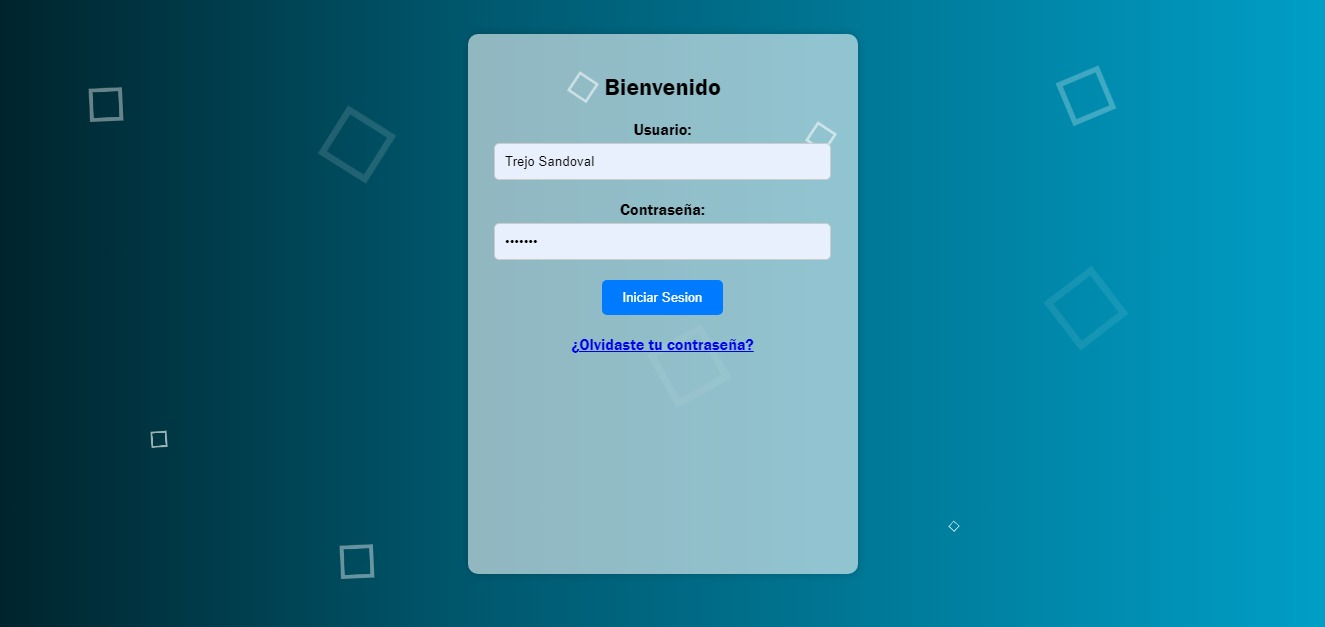 Bienvenido
Usuario:
Trejo Sandoval
Contraseña:
•••••••
Iniciar Sesion
¿Olvidaste tu contraseña?